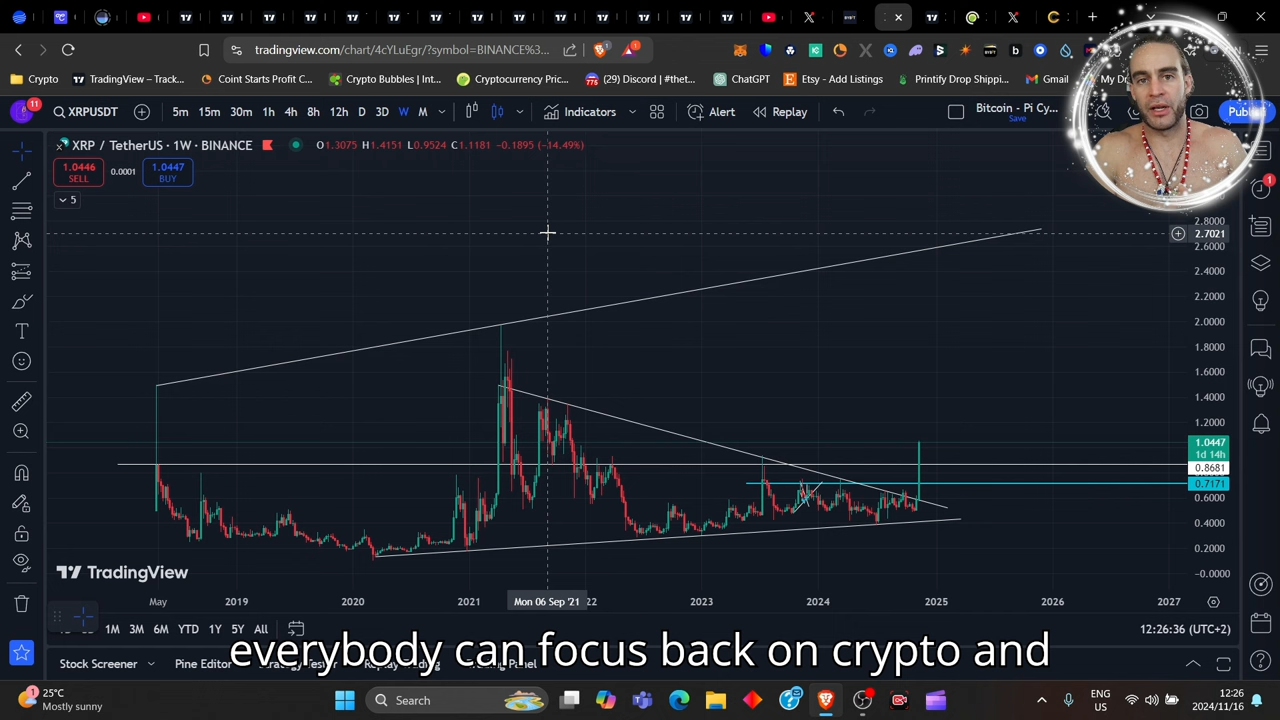 tradingview.com/chart/4cYLuEgr/?symbol=BINANCE%3...
1
Crypto
TradingView – Track...
Coint Starts Profit C...
Crypto Bubbles | Int...
Cryptocurrency Pric...
(29) Discord | #thet...
ChatGPT
Etsy - Add Listings
Printify Drop Shippi...
Gmail
My D
11
XRPUSDT
5m 15m 30m 1h 4h 8h 12h D 3D W M
Indicators
Alert
Replay
Bitcoin - Pi Cy...
Save
Publi
XRP / TetherUS · 1W · BINANCE
O1.3075 H1.4151 L0.9524 C1.1181 -0.1895 (-14.49%)
1.0446
SELL
0.0001
1.0447
BUY
5
1
2.8000
2.7021
2.6000
2.4000
2.2000
2.0000
1.8000
1.6000
1.4000
1.2000
1.0447
1d 14h
0.8681
0.7171
0.6000
0.4000
0.2000
-0.0000
TradingView
May 2019 2020 2021 Mon 06 Sep '21 22 2023 2024 2025 2026 2027
1M 3M 6M YTD 1Y 5Y All
12:26:36 (UTC+2)
everybody can focus back on crypto and
Stock Screener
Pine Editor
1
25°C
Mostly sunny
Search
ENG
US
12:26
2024/11/16